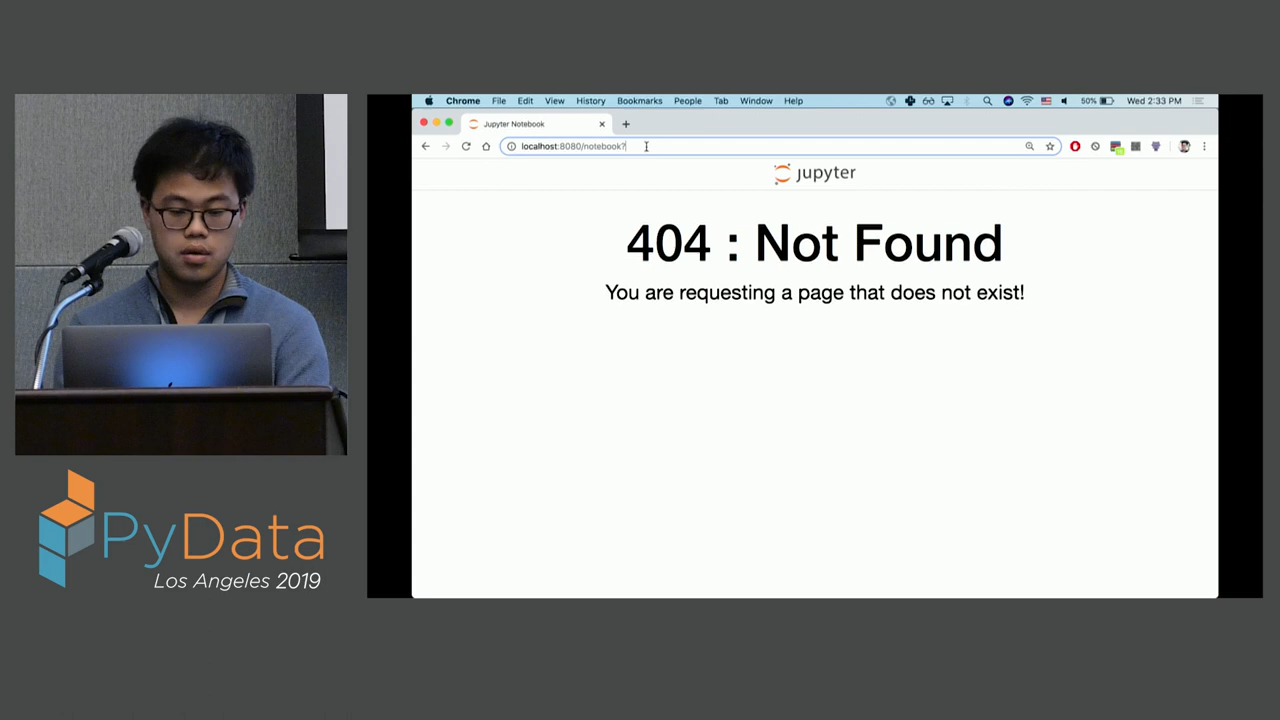 Chrome File Edit View History Bookmarks People Tab Window Help 50% Wed 2:33 PM
Jupyter Notebook
localhost:8080/notebook?
jupyter
404 : Not Found
You are requesting a page that does not exist!
PyData
Los Angeles 2019